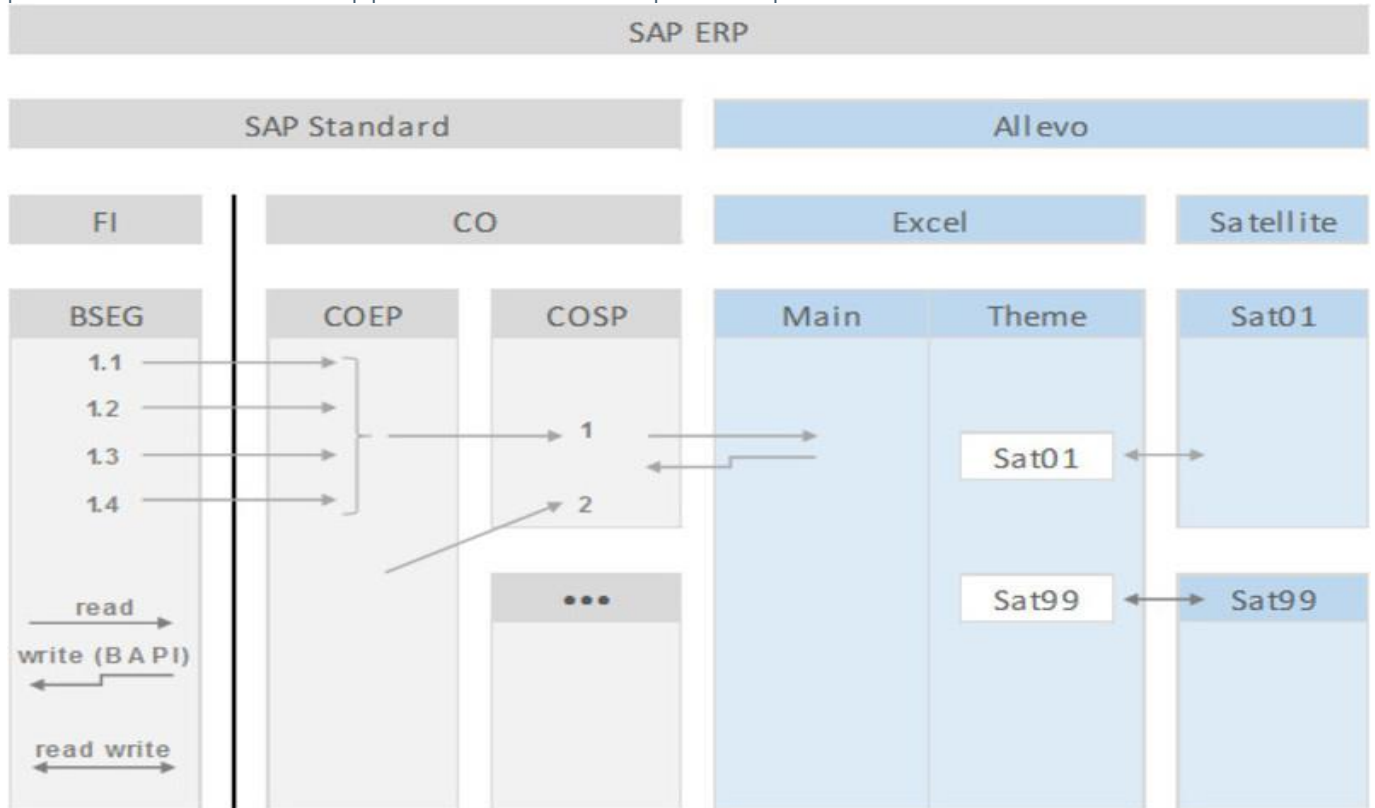 SAP ERP
SAP Standard Allevo
FI CO Excel Satellite
BSEG COEP COSP Main Theme Sat01
1.1
1.2
1 
1.3 Sat01
1.4 2
read ••• Sat99 Sat99
write (BAPI)
read write